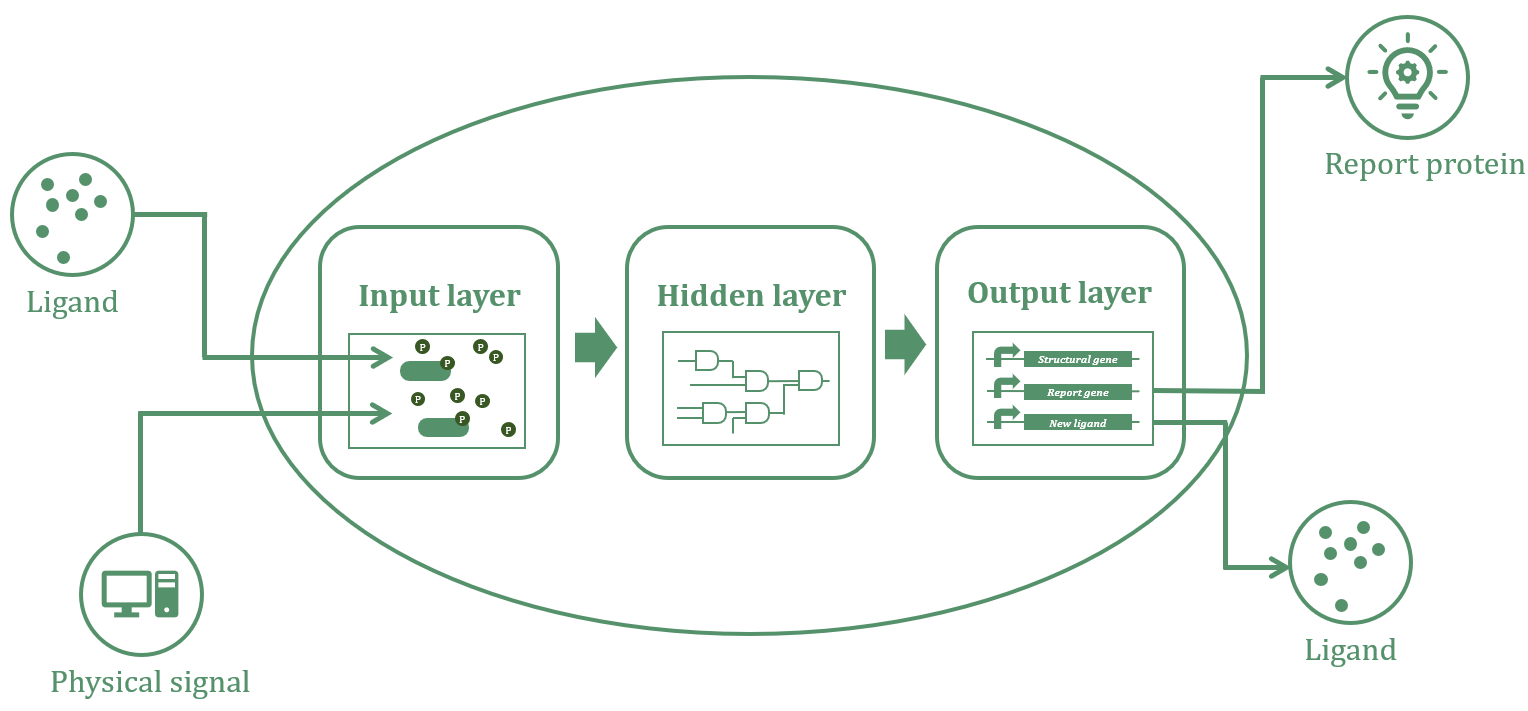 Report protein
Ligand
Input layer
Hidden layer
Output layer
P
P
P
P
P
P
P
P
P
Structural gene
Report gene
New ligand
Physical signal
Ligand